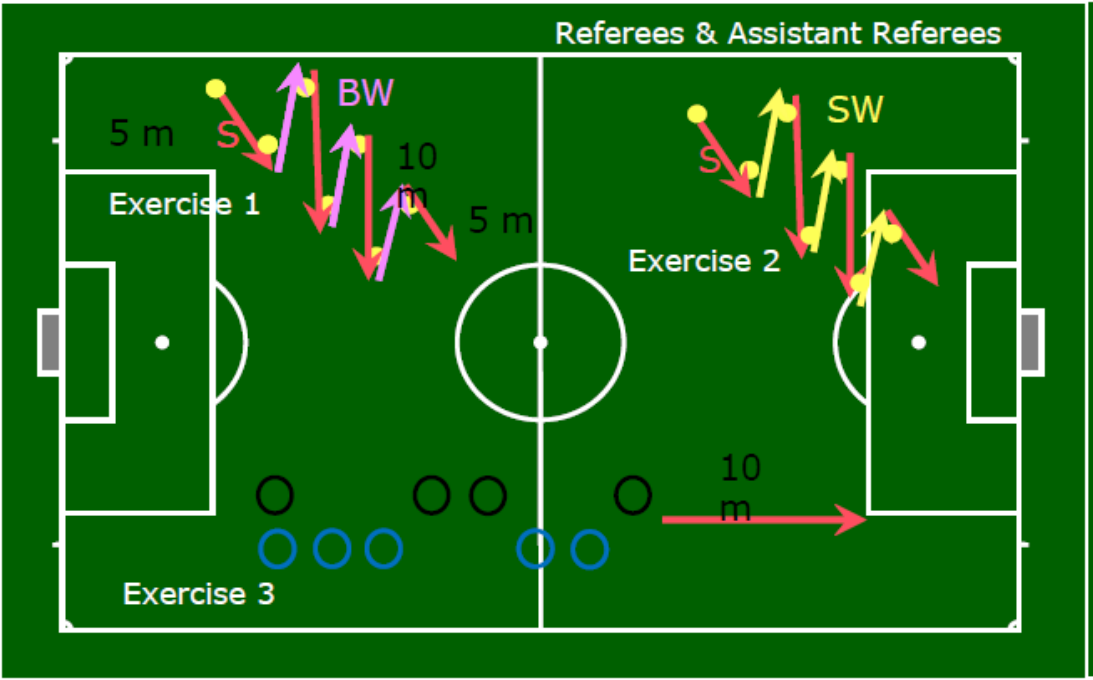 Referees & Assistant Referees
BW
SW
5 m
S
10
m
S
Exercise 1
5 m
Exercise 2
10
m
Exercise 3